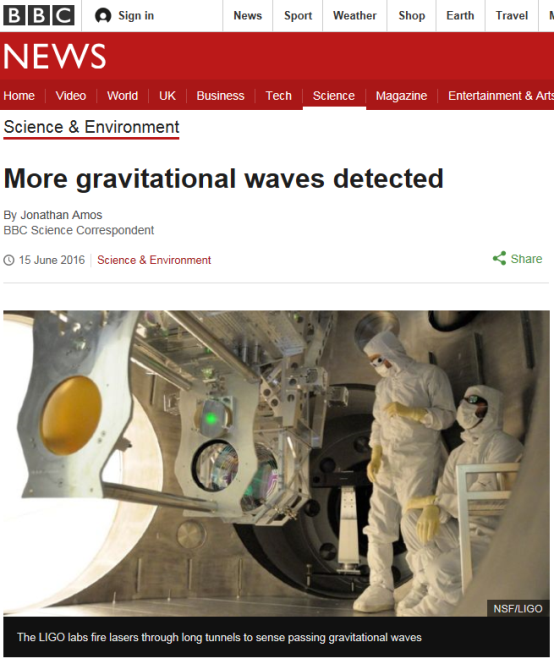 BBC Sign in News Sport Weather Shop Earth Travel
NEWS
Home Video World UK Business Tech Science Magazine Entertainment & Arts
Science & Environment
More gravitational waves detected
By Jonathan Amos
BBC Science Correspondent
15 June 2016 Science & Environment Share
NSF/LIGO
The LIGO labs fire lasers through long tunnels to sense passing gravitational waves